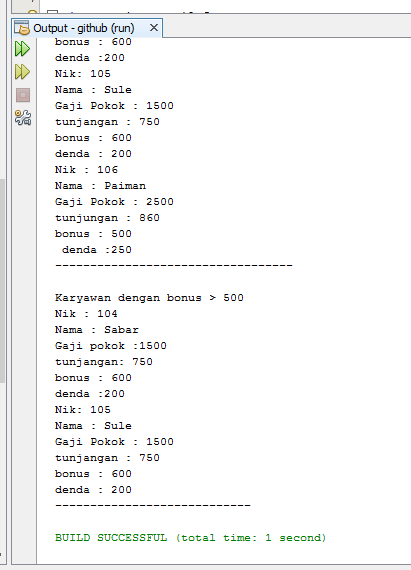 Output - github (run)
bonus : 600
denda :200
Nik: 105
Nama : Sule
Gaji Pokok : 1500
tunjangan : 750
bonus : 600
denda : 200
Nik : 106
Nama : Paiman
Gaji Pokok : 2500
tunjungan : 860
bonus : 500
denda :250
----------------------------------
Karyawan dengan bonus > 500
Nik : 104
Nama : Sabar
Gaji pokok :1500
tunjangan: 750
bonus : 600
denda :200
Nik: 105
Nama : Sule
Gaji Pokok : 1500
tunjangan : 750
bonus : 600
denda : 200
----------------------------
BUILD SUCCESSFUL (total time: 1 second)